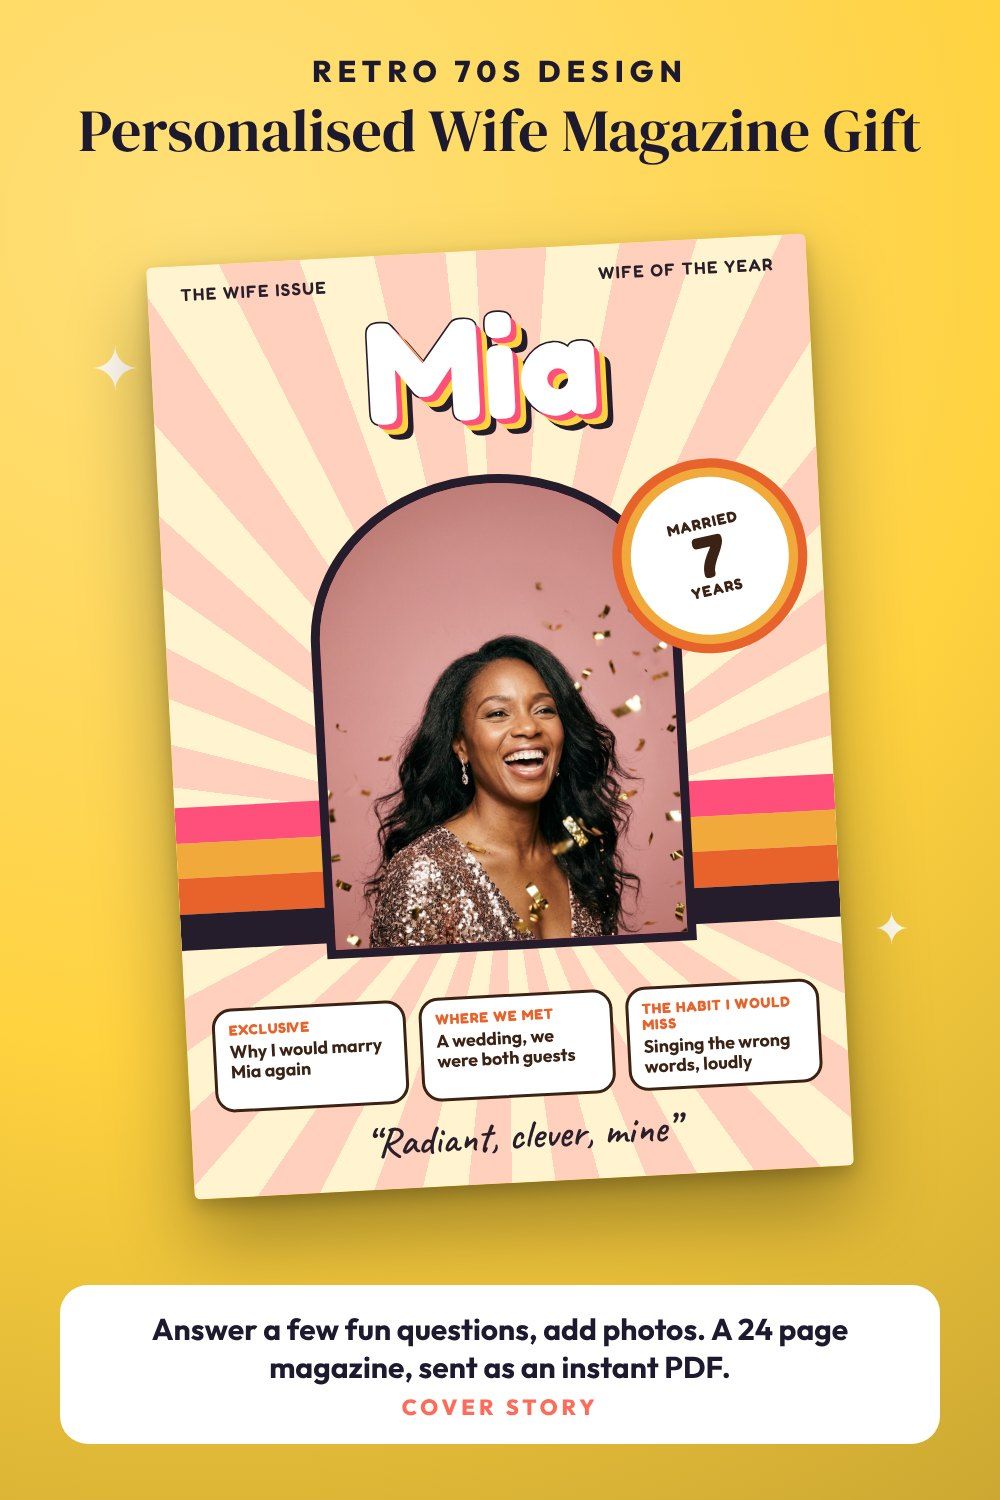 RETRO 70S DESIGN
Personalised Wife Magazine Gift
THE WIFE ISSUE
WIFE OF THE YEAR
Mia
MARRIED
7
YEARS
EXCLUSIVE
Why I would marry
Mia again
WHERE WE MET
A wedding, we
were both guests
THE HABIT I WOULD
MISS
Singing the wrong
words, loudly
“Radiant, clever, mine”
Answer a few fun questions, add photos. A 24 page
magazine, sent as an instant PDF.
COVER STORY